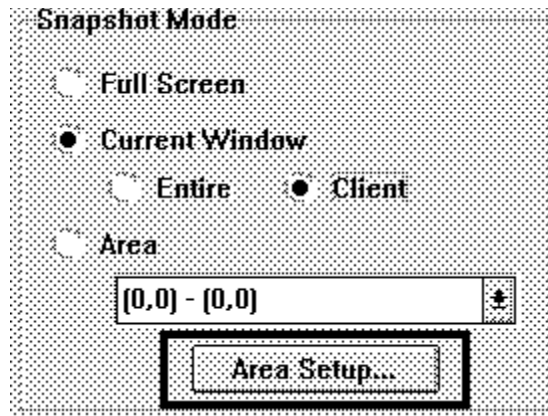 Snapshot Mode
Full Screen
Current Window
Entire Client
Area
(0,0) - (0,0)
Area Setup...